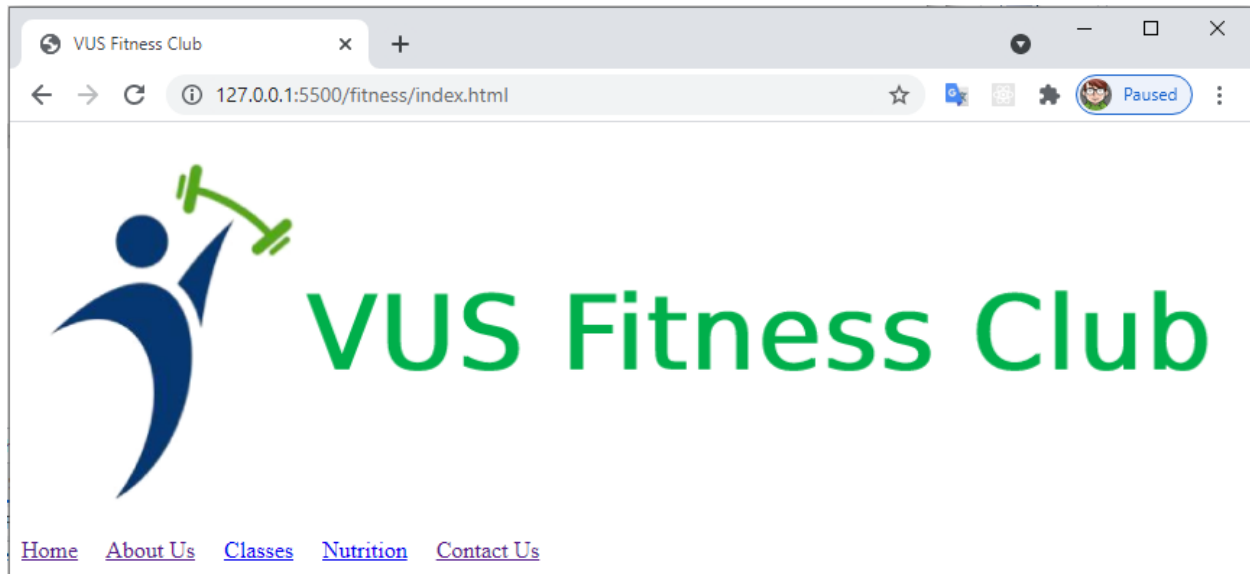 VUS Fitness Club
127.0.0.1:5500/fitness/index.html
Paused
VUS Fitness Club
Home About Us Classes Nutrition Contact Us